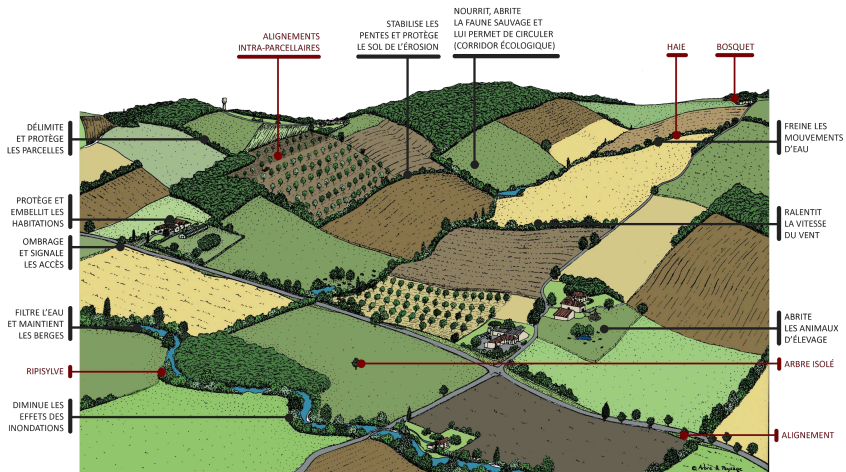 ALIGNEMENTS
INTRA-PARCELLAIRES
STABILISE LES
PENTES ET PROTÈGE
LE SOL DE L'ÉROSION
NOURRIT, ABRITE
LA FAUNE SAUVAGE ET
LUI PERMET DE CIRCULER
(CORRIDOR ÉCOLOGIQUE)
HAIE
BOSQUET
DÉLIMITE
ET PROTÈGE
LES PARCELLES
FREINE LES
MOUVEMENTS
D'EAU
PROTÈGE ET
EMBELLIT LES
HABITATIONS
RALENTIT
LA VITESSE
DU VENT
OMBRAGE
ET SIGNALE
LES ACCÈS
FILTRE L'EAU
ET MAINTIENT
LES BERGES
ABRITE
LES ANIMAUX
D'ÉLEVAGE
RIPISYLVE
ARBRE ISOLÉ
DIMINUE LES
EFFETS DES
INONDATIONS
ALIGNEMENT
© Arbre & Paysage